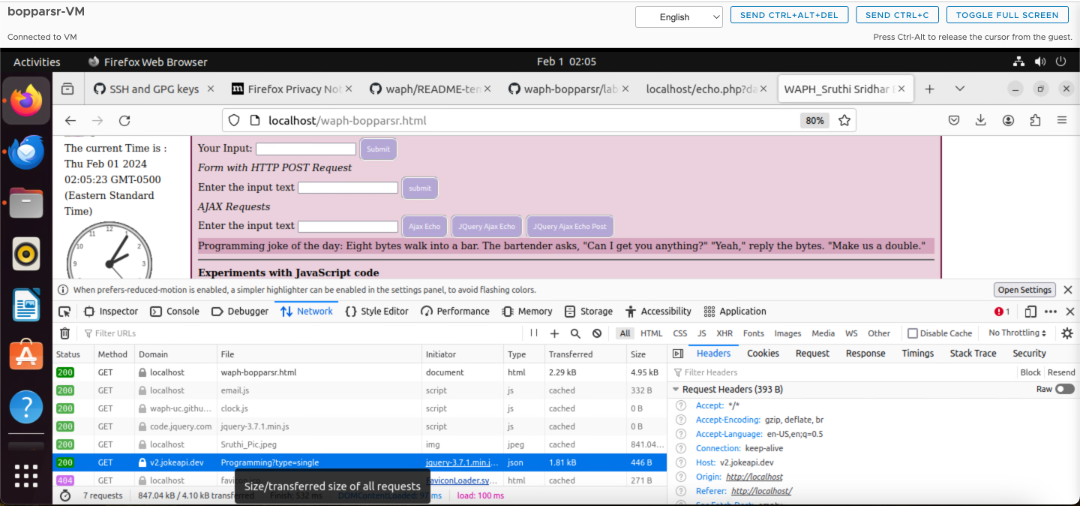 bopparsr-VM
English
SEND CTRL+ALT+DEL
SEND CTRL+C
TOGGLE FULL SCREEN
Connected to VM
Press Ctrl-Alt to release the cursor from the guest.
Activities
Firefox Web Browser
Feb 1 02:05
SSH and GPG keys
Firefox Privacy Not
waph/README-tem
waph-bopparsr/lab
localhost/echo.php?da
WAPH_Sruthi Sridhar
localhost/waph-bopparsr.html
80%
The current Time is :
Thu Feb 01 2024
02:05:23 GMT-0500
(Eastern Standard
Time)
Your Input:
Submit
Form with HTTP POST Request
Enter the input text
submit
AJAX Requests
Enter the input text
Ajax Echo
JQuery Ajax Echo
JQuery Ajax Echo Post
Programming joke of the day: Eight bytes walk into a bar. The bartender asks, "Can I get you anything?" "Yeah," reply the bytes. "Make us a double."
Experiments with JavaScript code
When prefers-reduced-motion is enabled, a simpler highlighter can be enabled in the settings panel, to avoid flashing colors.
Open Settings
Inspector
Console
Debugger
Network
Style Editor
Performance
Memory
Storage
Accessibility
Application
1
Filter URLs
All HTML CSS JS XHR Fonts Images Media WS Other
Disable Cache
No Throttling
Status Method Domain File Initiator Type Transferred Size
200 GET localhost waph-bopparsr.html document html 2.29 kB 4.95 kB
200 GET localhost email.js script js cached 332 B
200 GET waph-uc.githu... clock.js script js cached 0 B
200 GET code.jquery.com jquery-3.7.1.min.js script js cached 0 B
200 GET localhost Sruthi_Pic.jpeg img jpeg cached 841.04...
200 GET v2.jokeapi.dev Programming?type=single jquery-3.7.1.min.j... json 1.81 kB 446 B
404 GET localhost FaviconLoader.sv... html cached 271 B
7 requests
847.04 kB / 4.10 kB transferred
load: 100 ms
Size/transferred size of all requests
Headers Cookies Request Response Timings Stack Trace Security
Filter Headers
Block Resend
Request Headers (393 B)
Raw
Accept: */*
Accept-Encoding: gzip, deflate, br
Accept-Language: en-US,en;q=0.5
Connection: keep-alive
Host: v2.jokeapi.dev
Origin: http://localhost
Referer: http://localhost/